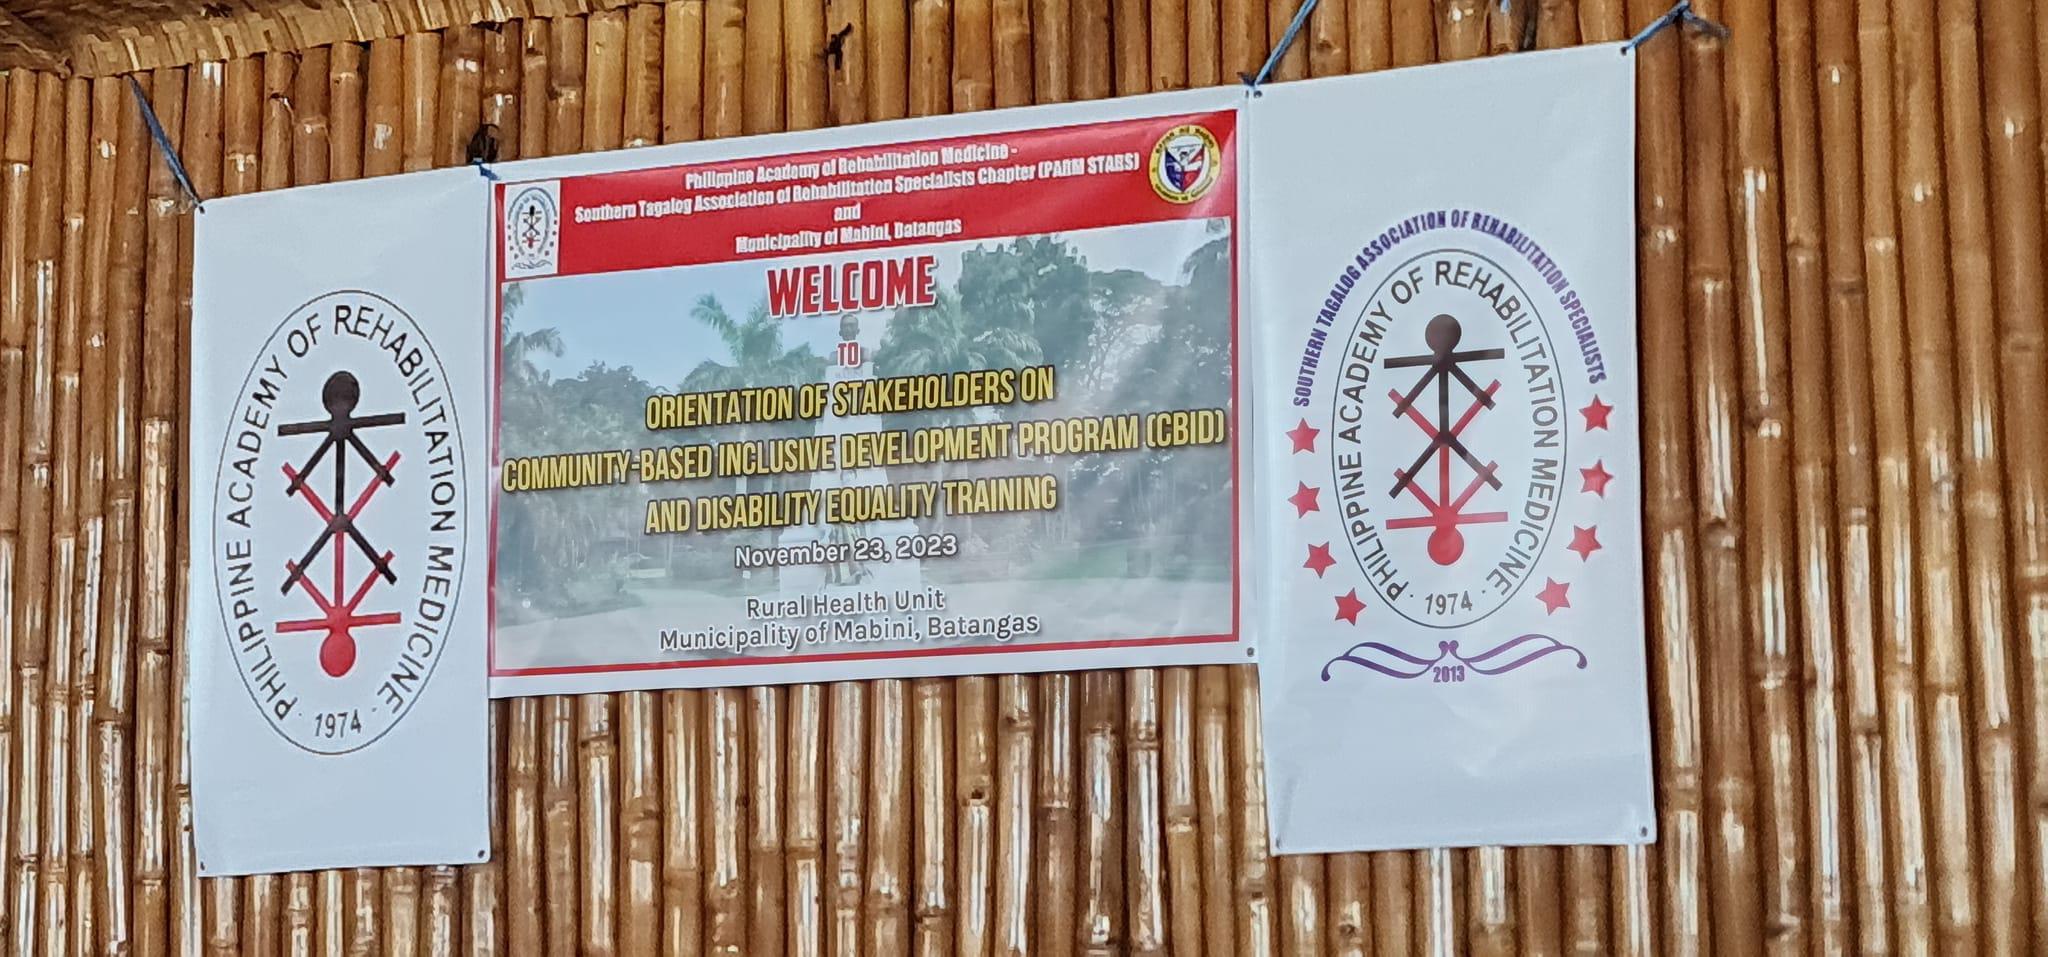 PHILIPPINE ACADEMY OF REHABILITATION MEDICINE
· 1974 ·
Philippine Academy of Rehabilitation Medicine -
Southern Tagalog Association of Rehabilitation Specialists Chapter (PARM STARS)
and
Municipality of Mabini, Batangas
WELCOME
TO
ORIENTATION OF STAKEHOLDERS ON
COMMUNITY-BASED INCLUSIVE DEVELOPMENT PROGRAM (CBID)
AND DISABILITY EQUALITY TRAINING
November 23, 2023
Rural Health Unit
Municipality of Mabini, Batangas
SOUTHERN TAGALOG ASSOCIATION OF REHABILITATION SPECIALISTS
PHILIPPINE ACADEMY OF REHABILITATION MEDICINE
· 1974 ·
2013